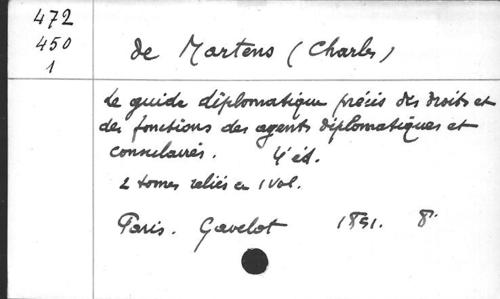 472
450
1
de Martens (Charles)
Le guide diplomatique précis des droits et
des fonctions des agents diplomatiques et
consulaires. 4' éd.
2 tomes reliés en 1 vol.
Paris. Gavelot 1851. 8°.